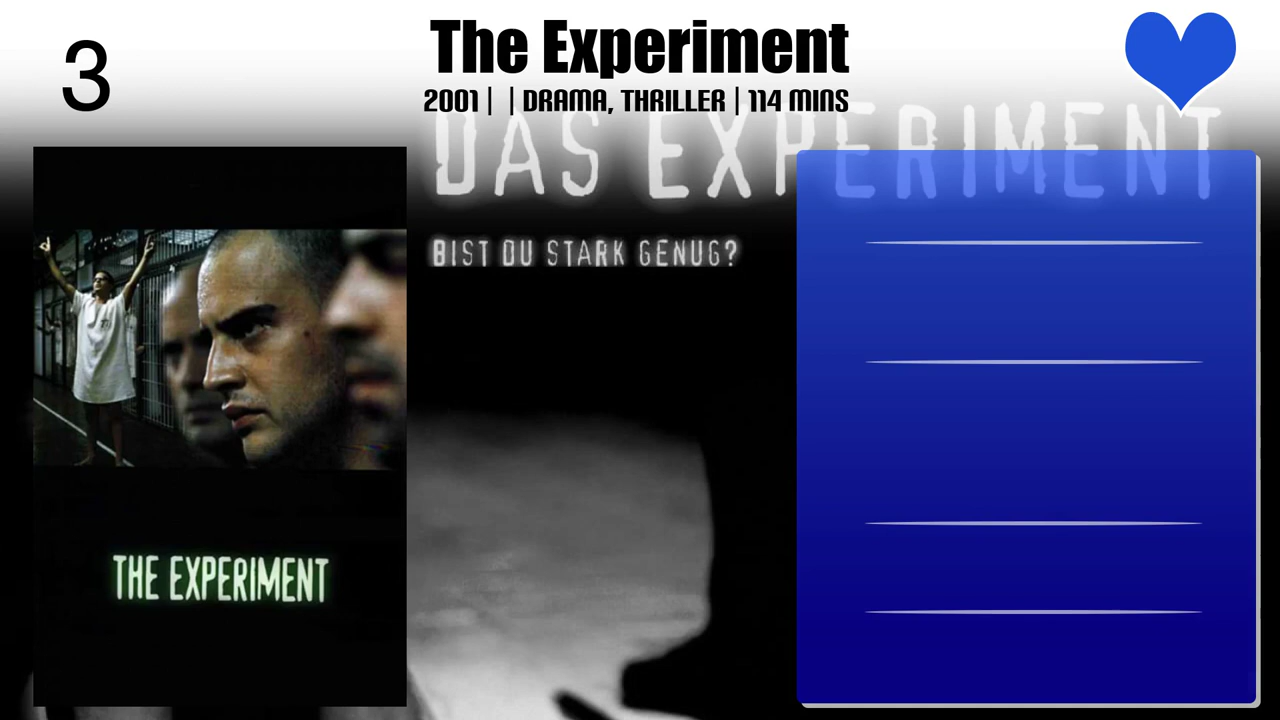 3
The Experiment
2001 | | DRAMA, THRILLER | 114 MINS
DAS EXPERIMENT
BIST DU STARK GENUG?
THE EXPERIMENT